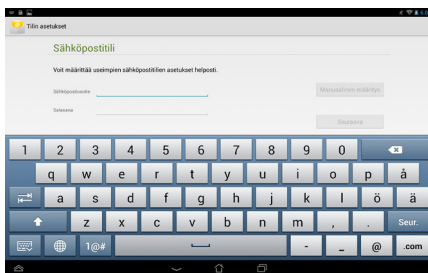 Tilin asetukset
Sähköpostitili
Voit määrittää useimpien sähköpostitilien asetukset helposti.
Sähköpostiosoite
Salasana
Manuaalinen määritys
Seuraava
1 2 3 4 5 6 7 8 9 0
q w e r t y u i o p å
a s d f g h j k l ö ä
z x c v b n m , . Seur.
1@# - _ @ .com